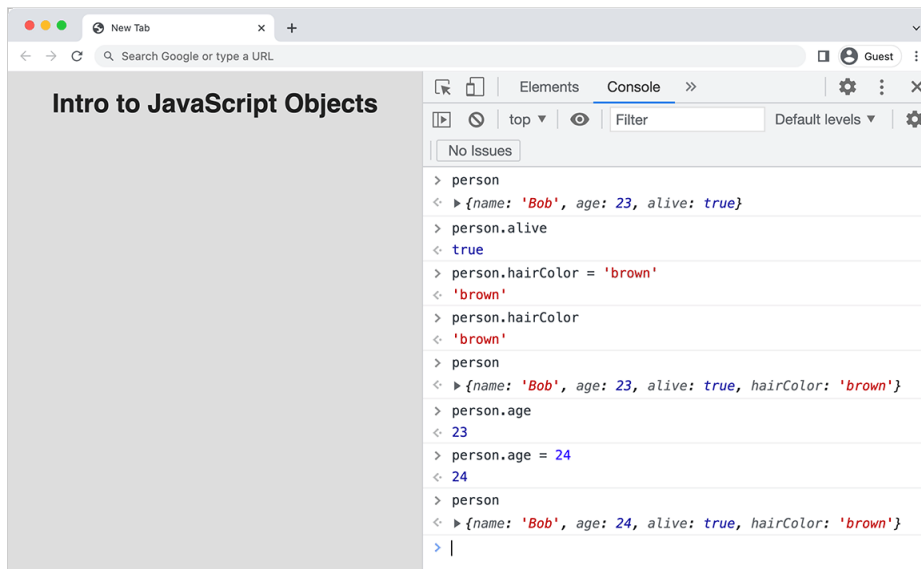 New Tab
Search Google or type a URL
Guest
Intro to JavaScript Objects
Elements Console
top Filter Default levels
No Issues
person
{name: 'Bob', age: 23, alive: true}
person.alive
true
person.hairColor = 'brown'
'brown'
person.hairColor
'brown'
person
{name: 'Bob', age: 23, alive: true, hairColor: 'brown'}
person.age
23
person.age = 24
24
person
{name: 'Bob', age: 24, alive: true, hairColor: 'brown'}